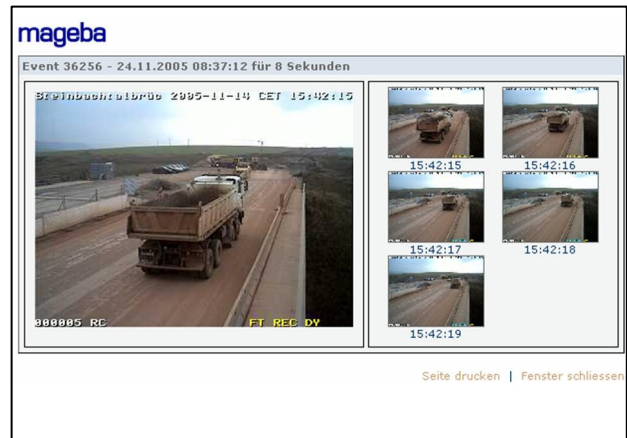 mageba
Event 36256 - 24.11.2005 08:37:12 für 8 Sekunden
Steinbachtalbrüc 2005-11-14 CET 15:42:15
000005 RC
FT REC DY
15:42:15
15:42:16
15:42:17
15:42:18
15:42:19
Seite drucken | Fenster schliessen